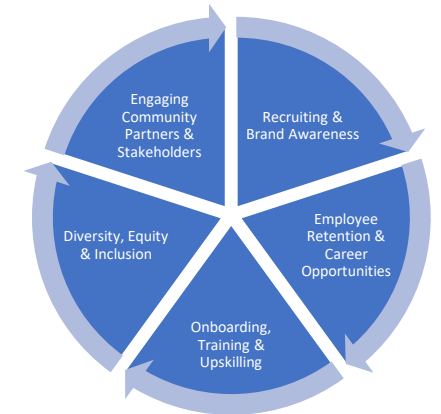 Engaging
Community
Partners &
Stakeholders
Recruiting &
Brand Awareness
Employee
Retention &
Career
Opportunities
Onboarding,
Training &
Upskilling
Diversity, Equity
& Inclusion